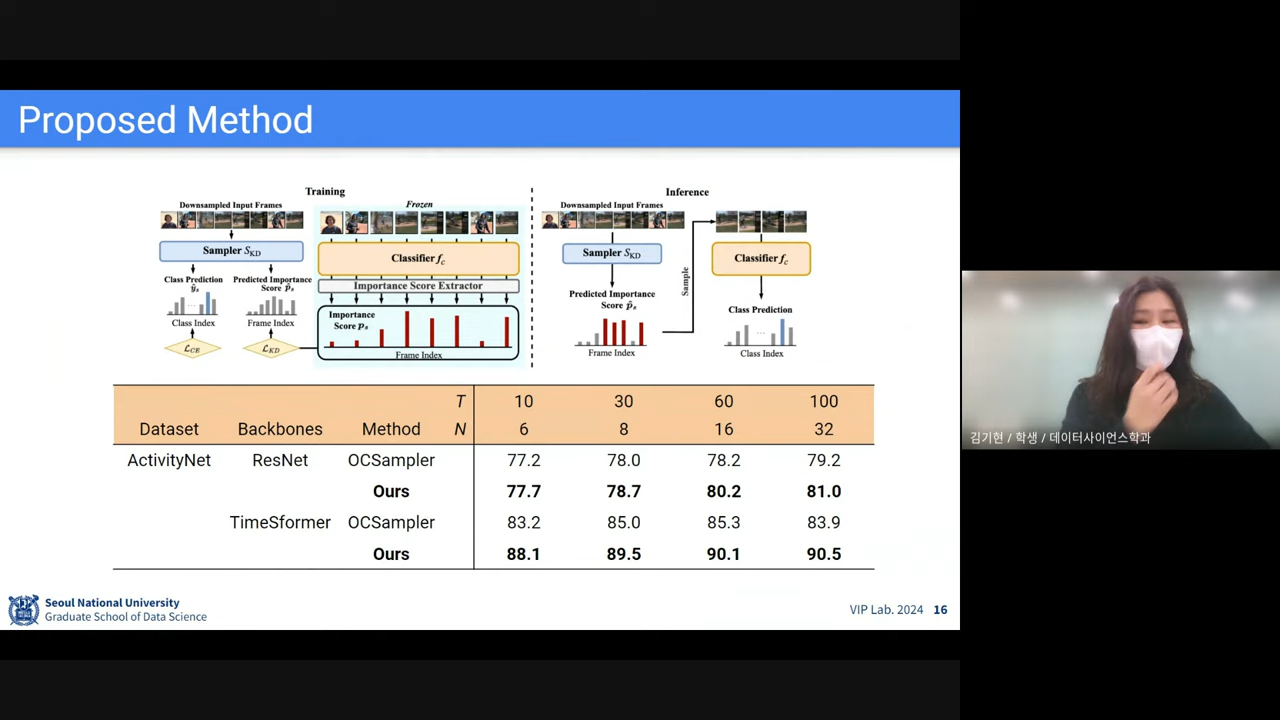 Proposed Method
Training
Inference
Downsampled Input Frames
Frozen
Downsampled Input Frames
Sampler S_KD
Classifier f_c
Sampler S_KD
Classifier f_c
Importance Score Extractor
Class Prediction
ŷ_s
Predicted Importance
Score p̂_s
Sample
Predicted Importance
Score p̂_s
Class Prediction
Importance
Score p_s
Class Index
Frame Index
Frame Index
Frame Index
Class Index
L_CE
L_KD
T 10 30 60 100
Dataset Backbones Method N 6 8 16 32
ActivityNet ResNet OCSampler 77.2 78.0 78.2 79.2
Ours 77.7 78.7 80.2 81.0
TimeSformer OCSampler 83.2 85.0 85.3 83.9
Ours 88.1 89.5 90.1 90.5
Seoul National University
Graduate School of Data Science
VIP Lab. 2024 16
김기현 / 학생 / 데이터사이언스학과